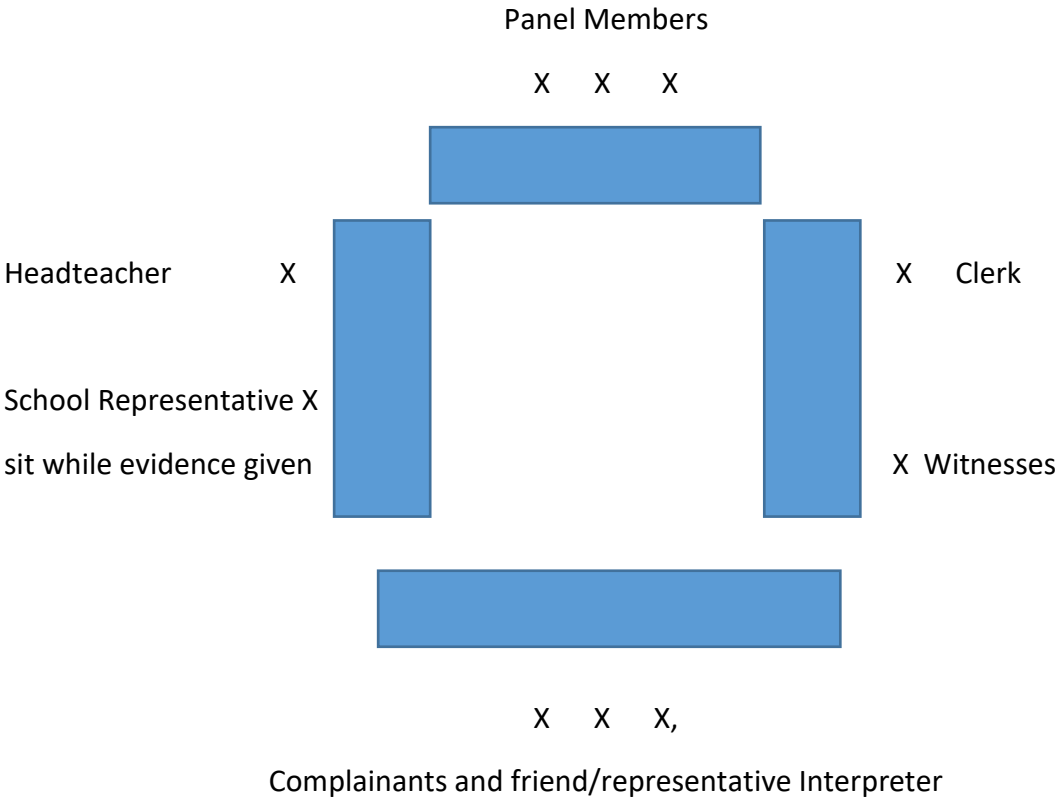 Panel Members
X X X
Headteacher X X Clerk
School Representative X
sit while evidence given X Witnesses
X X X,
Complainants and friend/representative Interpreter